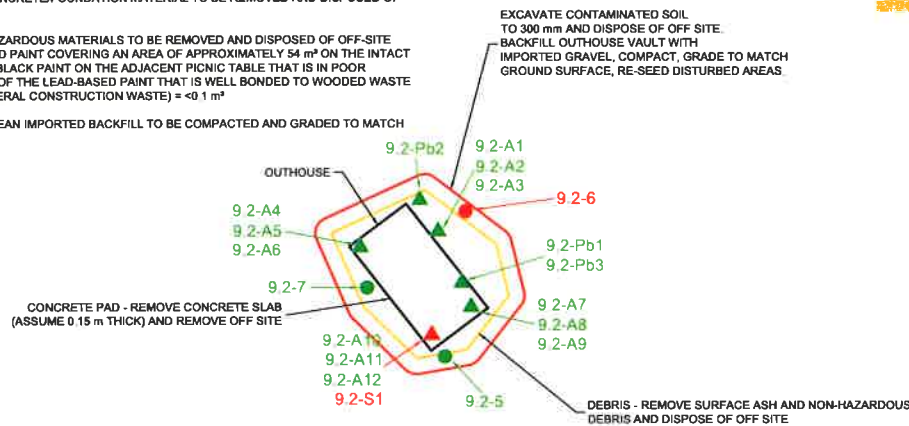 EXCAVATE CONTAMINATED SOIL
TO 300 mm AND DISPOSE OF OFF SITE.
BACKFILL OUTHOUSE VAULT WITH
IMPORTED GRAVEL, COMPACT, GRADE TO MATCH
GROUND SURFACE, RE-SEED DISTURBED AREAS
ZARDOUS MATERIALS TO BE REMOVED AND DISPOSED OF OFF-SITE
D PAINT COVERING AN AREA OF APPROXIMATELY 54 m² ON THE INTACT
BLACK PAINT ON THE ADJACENT PICNIC TABLE THAT IS IN POOR
OF THE LEAD-BASED PAINT THAT IS WELL BONDED TO WOODED WASTE
ERAL CONSTRUCTION WASTE) = <0.1 m³
EAN IMPORTED BACKFILL TO BE COMPACTED AND GRADED TO MATCH
9.2-Pb2
9.2-A1
9.2-A2
9.2-A3
OUTHOUSE
9.2-6
9.2-A4
9.2-A5
9.2-A6
9.2-Pb1
9.2-Pb3
9.2-7
CONCRETE PAD - REMOVE CONCRETE SLAB
(ASSUME 0.15 m THICK) AND REMOVE OFF SITE
9.2-A7
9.2-A8
9.2-A9
9.2-A10
9.2-A11
9.2-A12
9.2-S1
9.2-5
DEBRIS - REMOVE SURFACE ASH AND NON-HAZARDOUS
DEBRIS AND DISPOSE OF OFF SITE